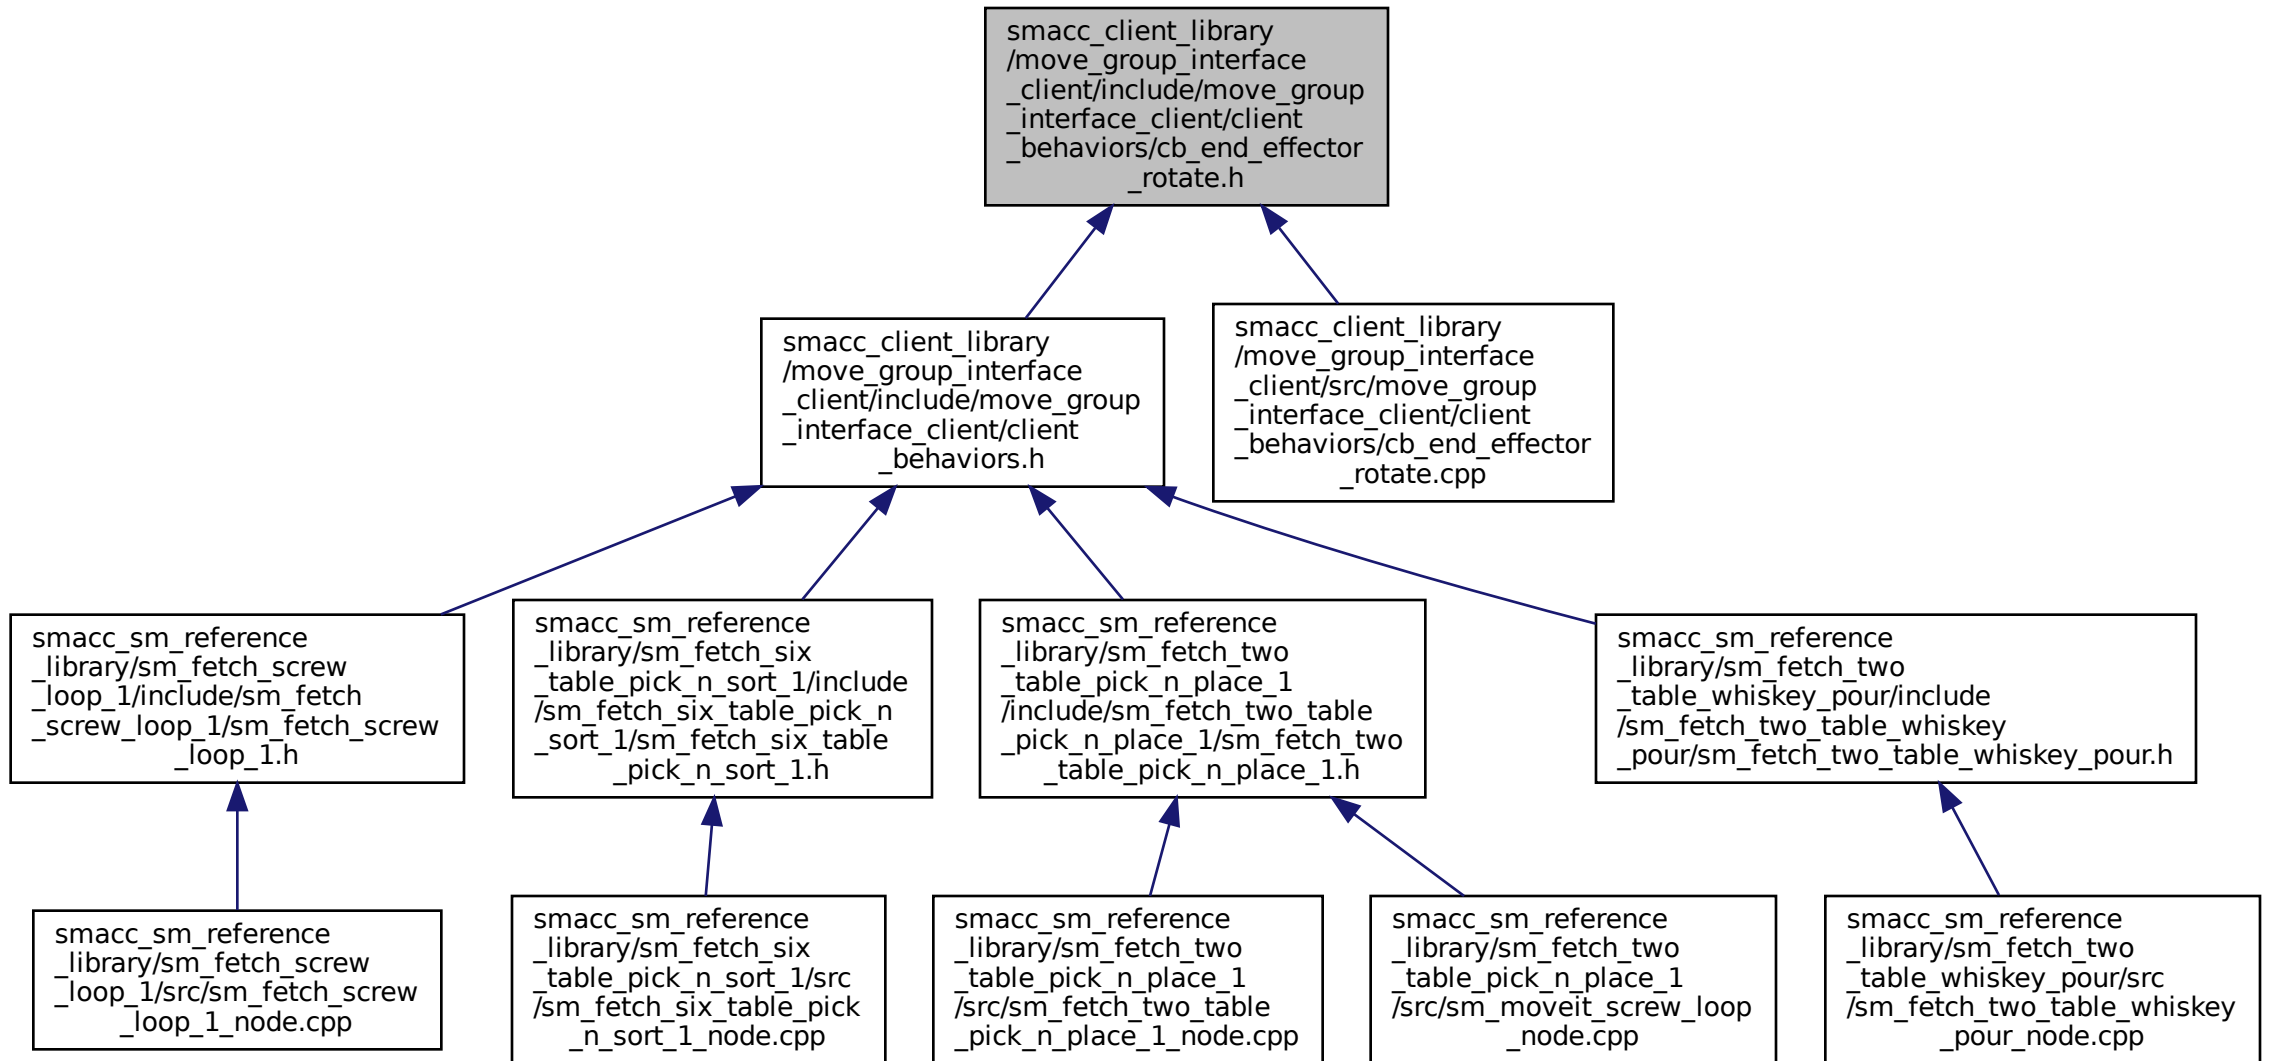 smacc_client_library
/move_group_interface
_client/include/move_group
_interface_client/client
_behaviors/cb_end_effector
_rotate.h
smacc_client_library
/move_group_interface
_client/include/move_group
_interface_client/client
_behaviors.h
smacc_client_library
/move_group_interface
_client/src/move_group
_interface_client/client
_behaviors/cb_end_effector
_rotate.cpp
smacc_sm_reference
_library/sm_fetch_screw
_loop_1/include/sm_fetch
_screw_loop_1/sm_fetch_screw
_loop_1.h
smacc_sm_reference
_library/sm_fetch_six
_table_pick_n_sort_1/include
/sm_fetch_six_table_pick_n
_sort_1/sm_fetch_six_table
_pick_n_sort_1.h
smacc_sm_reference
_library/sm_fetch_two
_table_pick_n_place_1
/include/sm_fetch_two_table
_pick_n_place_1/sm_fetch_two
_table_pick_n_place_1.h
smacc_sm_reference
_library/sm_fetch_two
_table_whiskey_pour/include
/sm_fetch_two_table_whiskey
_pour/sm_fetch_two_table_whiskey_pour.h
smacc_sm_reference
_library/sm_fetch_screw
_loop_1/src/sm_fetch_screw
_loop_1_node.cpp
smacc_sm_reference
_library/sm_fetch_six
_table_pick_n_sort_1/src
/sm_fetch_six_table_pick
_n_sort_1_node.cpp
smacc_sm_reference
_library/sm_fetch_two
_table_pick_n_place_1
/src/sm_fetch_two_table
_pick_n_place_1_node.cpp
smacc_sm_reference
_library/sm_fetch_two
_table_pick_n_place_1
/src/sm_moveit_screw_loop
_node.cpp
smacc_sm_reference
_library/sm_fetch_two
_table_whiskey_pour/src
/sm_fetch_two_table_whiskey
_pour_node.cpp